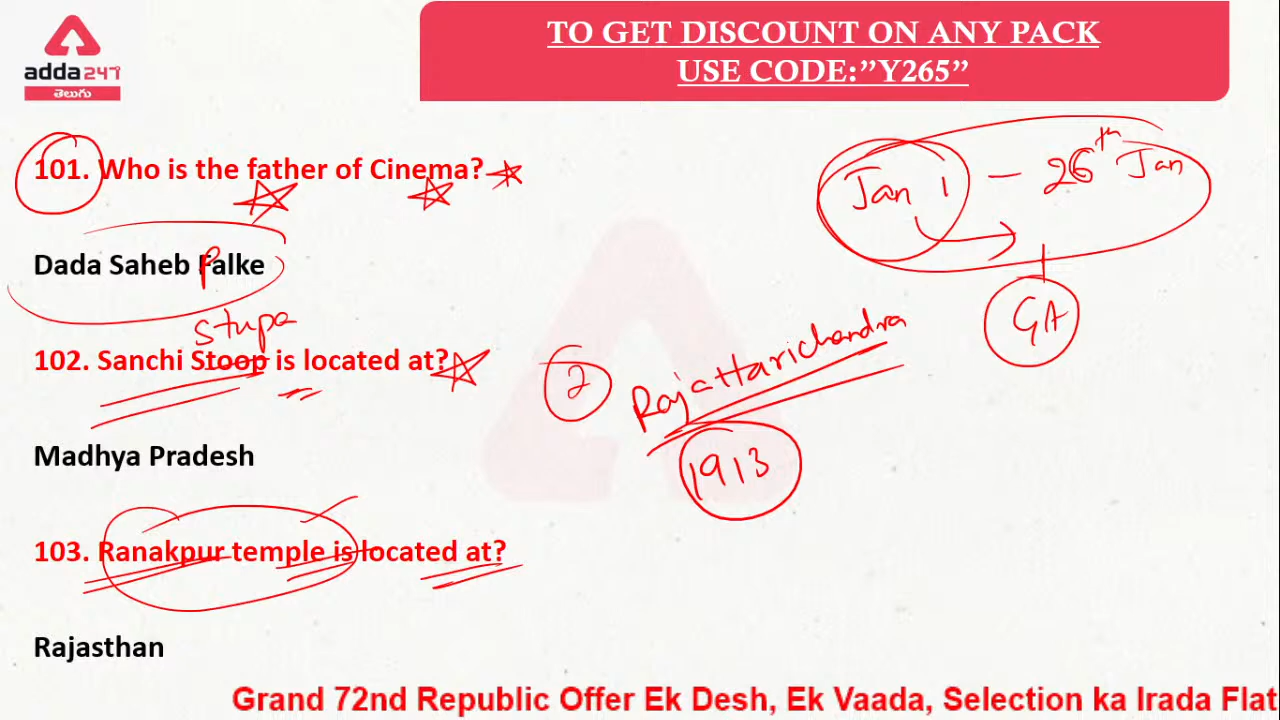 adda247
తెలుగు
TO GET DISCOUNT ON ANY PACK
USE CODE:”Y265”
101. Who is the father of Cinema?
Jan 1 - 26th Jan
GA
Dada Saheb Falke
P
Stupa
102. Sanchi Stoop is located at?
2
Rajattarichandra
1913
Madhya Pradesh
103. Ranakpur temple is located at?
Rajasthan
Grand 72nd Republic Offer Ek Desh, Ek Vaada, Selection ka Irada Flat